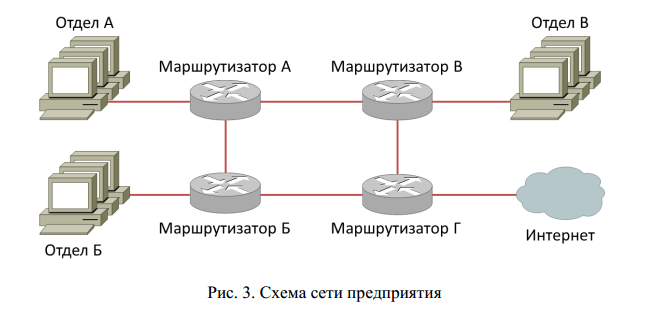 Отдел А
Отдел В
Маршрутизатор А
Маршрутизатор В
Маршрутизатор Б
Маршрутизатор Г
Отдел Б
Интернет
Рис. 3. Схема сети предприятия